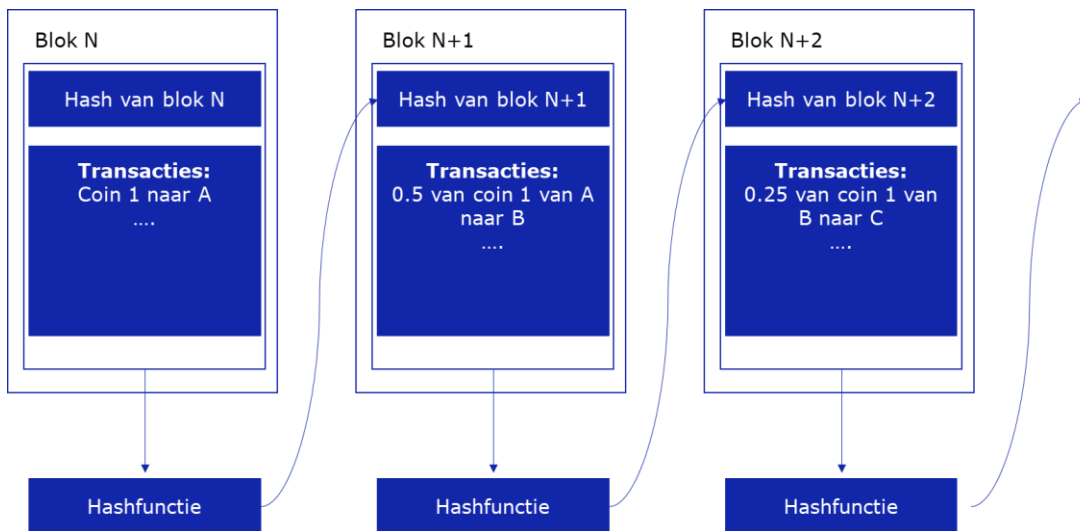 Blok N
Hash van blok N
Transacties:
Coin 1 naar A
....
Hashfunctie
Blok N+1
Hash van blok N+1
Transacties:
0.5 van coin 1 van A
naar B
....
Hashfunctie
Blok N+2
Hash van blok N+2
Transacties:
0.25 van coin 1 van
B naar C
....
Hashfunctie